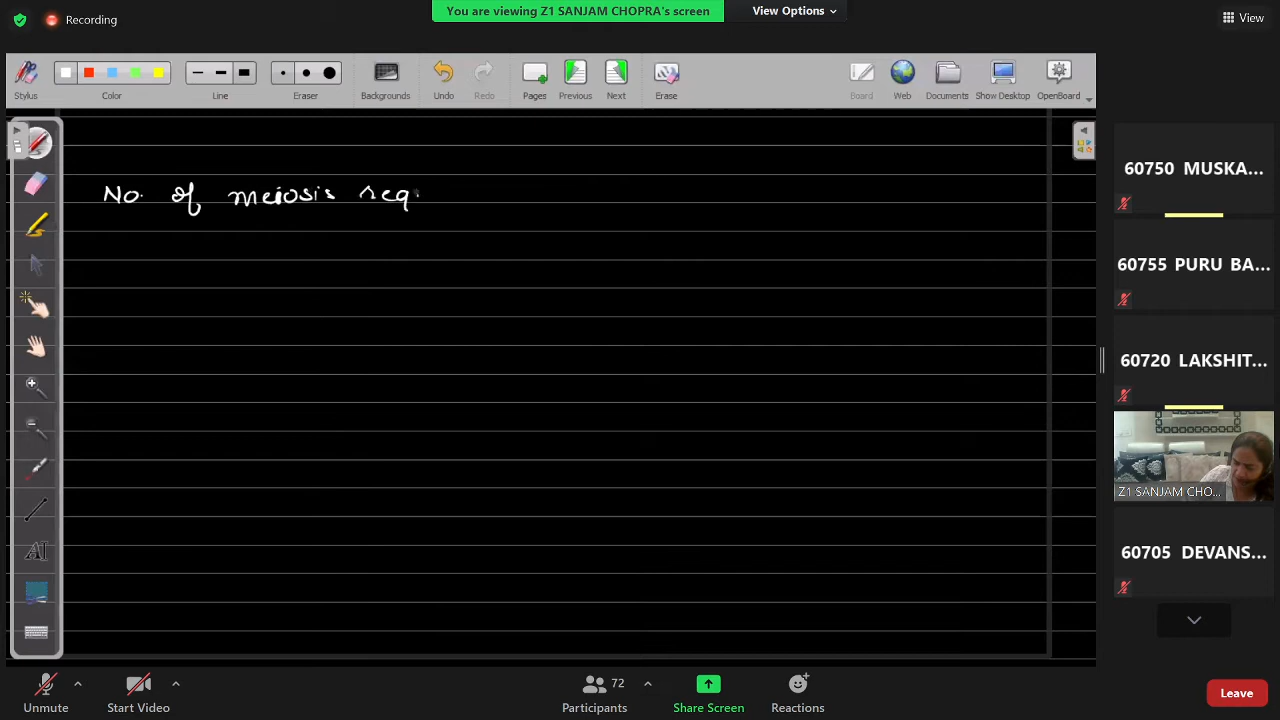 Recording
You are viewing Z1 SANJAM CHOPRA's screen
View Options
View
Stylus
Color
Line
Eraser
Backgrounds
Undo
Redo
Pages
Previous
Next
Erase
Board
Web
Documents
Show Desktop
OpenBoard
No. of meiosis req
60750 MUSKA...
60755 PURU BA...
60720 LAKSHIT...
Z1 SANJAM CHO...
60705 DEVANS...
AI
Unmute
Start Video
72
Participants
Share Screen
Reactions
Leave